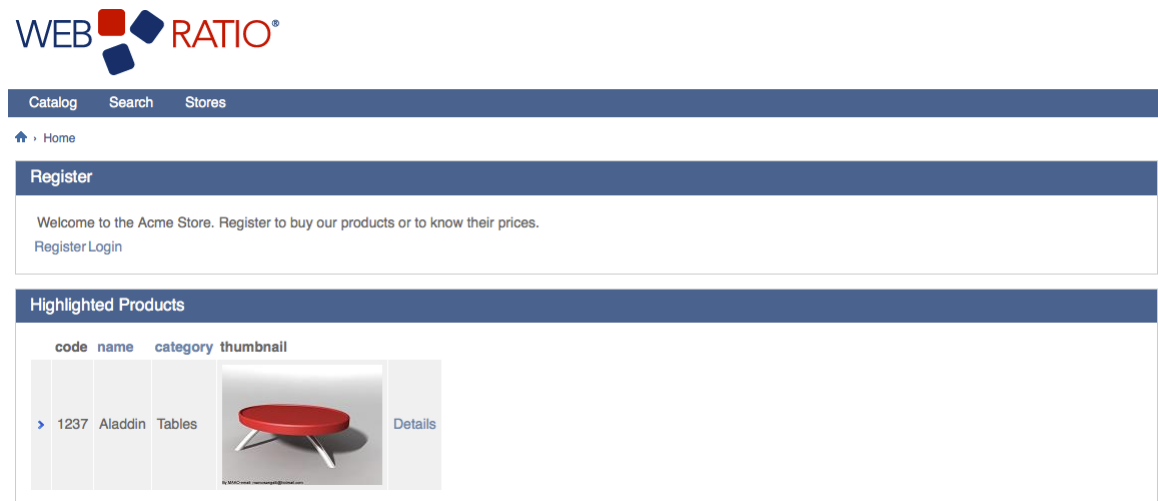 WEB RATIO®
Catalog Search Stores
› Home
Register
Welcome to the Acme Store. Register to buy our products or to know their prices.
Register Login
Highlighted Products
code name category thumbnail
› 1237 Aladdin Tables Details